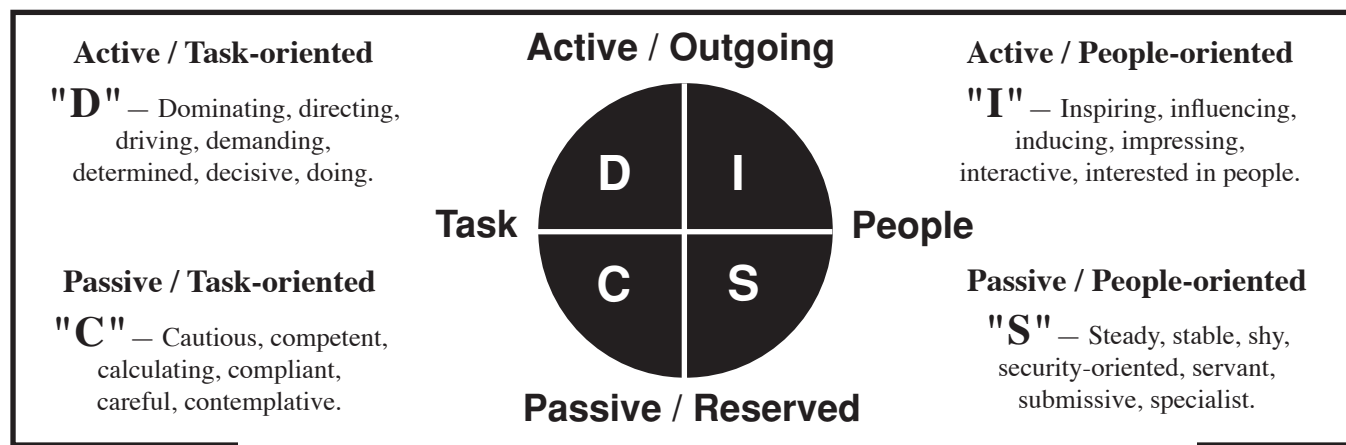 Active / Task-oriented
"D" — Dominating, directing,
driving, demanding,
determined, decisive, doing.
Active / Outgoing
Active / People-oriented
"I" — Inspiring, influencing,
inducing, impressing,
interactive, interested in people.
D
I
Task
People
C
S
Passive / Task-oriented
"C" — Cautious, competent,
calculating, compliant,
careful, contemplative.
Passive / Reserved
Passive / People-oriented
"S" — Steady, stable, shy,
security-oriented, servant,
submissive, specialist.